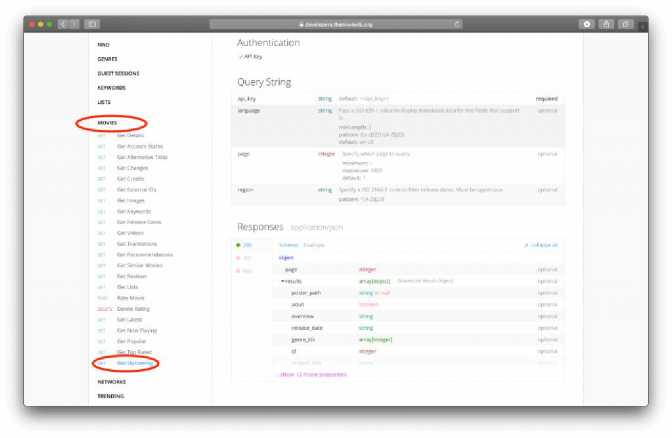 developers.themoviedb.org
FIND
GENRES
GUEST SESSIONS
KEYWORDS
LISTS
MOVIES
GET Get Details
GET Get Account States
GET Get Alternative Titles
GET Get Changes
GET Get Credits
GET Get External IDs
GET Get Images
GET Get Keywords
GET Get Release Dates
GET Get Videos
GET Get Translations
GET Get Recommendations
GET Get Similar Movies
GET Get Reviews
GET Get Lists
POST Rate Movie
DELETE Delete Rating
GET Get Latest
GET Get Now Playing
GET Get Popular
GET Get Top Rated
GET Get Upcoming
NETWORKS
TRENDING
Authentication
API Key
Query String
api_key string default: <<api_key>> required
language string Pass a ISO 639-1 value to display translated data for the fields that support it. optional
minLength: 2
pattern: ([a-z]{2})-([A-Z]{2})
default: en-US
page integer Specify which page to query. optional
minimum: 1
maximum: 1000
default: 1
region string Specify a ISO 3166-1 code to filter release dates. Must be uppercase. optional
pattern: ^[A-Z]{2}$
Responses application/json
200
401
404
Schema Example collapse all
object
page integer optional
results array[object] optional
poster_path string or null optional
adult boolean optional
overview string optional
release_date string optional
genre_ids array[integer] optional
id integer optional